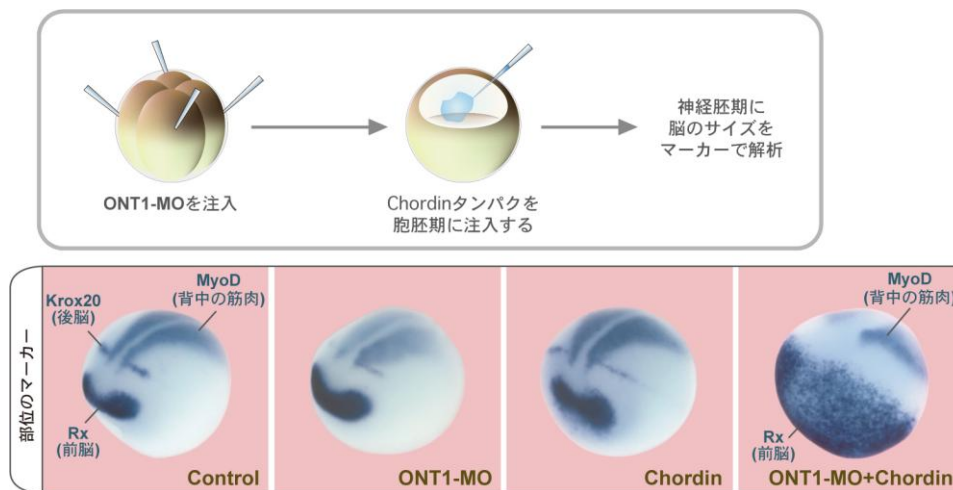 ONT1-MOを注入
Chordinタンパクを
胞胚期に注入する
神経胚期に
脳のサイズを
マーカーで解析
部位のマーカー
Krox20
(後脳)
MyoD
(背中の筋肉)
Rx
(前脳)
Control
ONT1-MO
Chordin
MyoD
(背中の筋肉)
Rx
(前脳)
ONT1-MO+Chordin